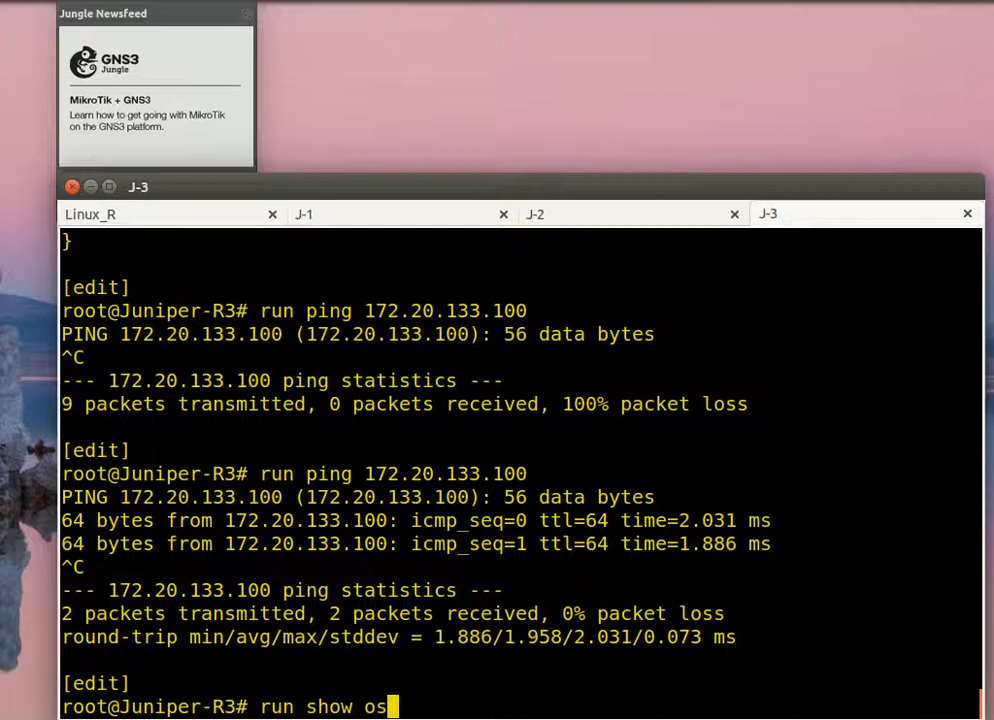 Jungle Newsfeed
GNS3
Jungle
MikroTik + GNS3
Learn how to get going with MikroTik
on the GNS3 platform.
J-3
Linux_R
J-1
J-2
J-3
}
[edit]
root@Juniper-R3# run ping 172.20.133.100
PING 172.20.133.100 (172.20.133.100): 56 data bytes
^C
--- 172.20.133.100 ping statistics ---
9 packets transmitted, 0 packets received, 100% packet loss
[edit]
root@Juniper-R3# run ping 172.20.133.100
PING 172.20.133.100 (172.20.133.100): 56 data bytes
64 bytes from 172.20.133.100: icmp_seq=0 ttl=64 time=2.031 ms
64 bytes from 172.20.133.100: icmp_seq=1 ttl=64 time=1.886 ms
^C
--- 172.20.133.100 ping statistics ---
2 packets transmitted, 2 packets received, 0% packet loss
round-trip min/avg/max/stddev = 1.886/1.958/2.031/0.073 ms
[edit]
root@Juniper-R3# run show os